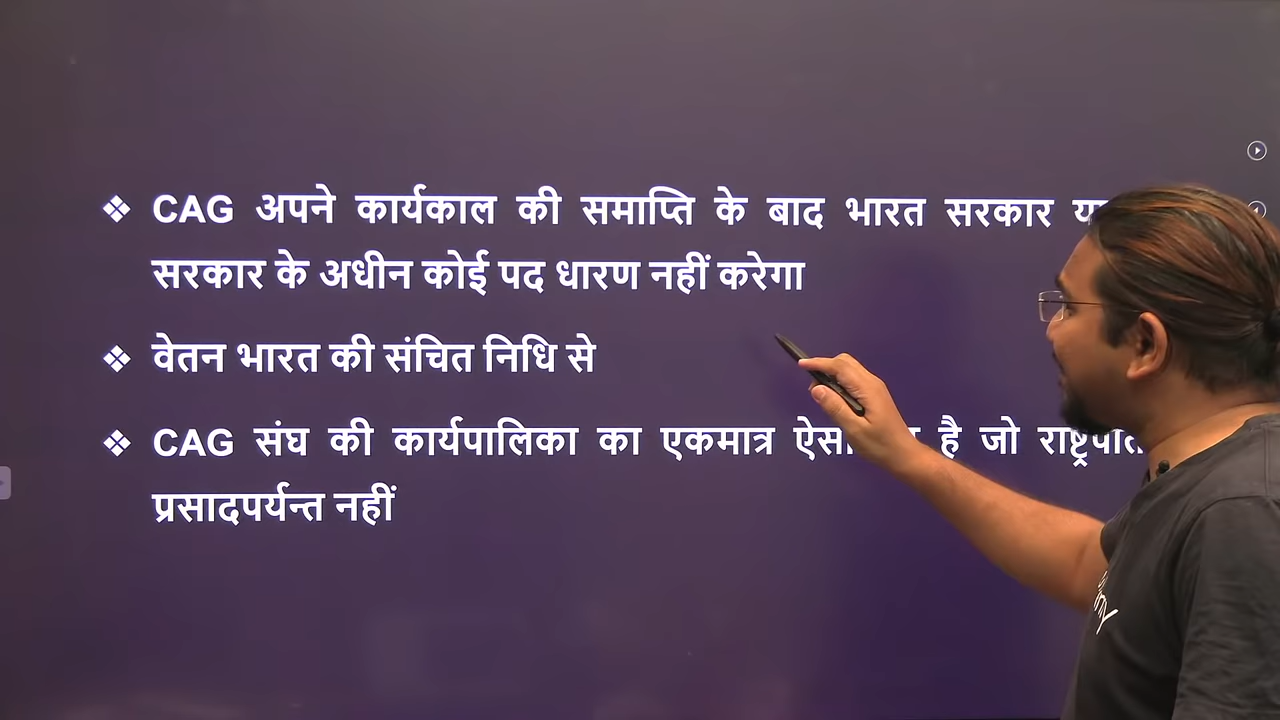 ❖ CAG अपने कार्यकाल की समाप्ति के बाद भारत सरकार
सरकार के अधीन कोई पद धारण नहीं करेगा
❖ वेतन भारत की संचित निधि से
❖ CAG संघ की कार्यपालिका का एकमात्र ऐसा है जो
प्रसादपर्यन्त नहीं